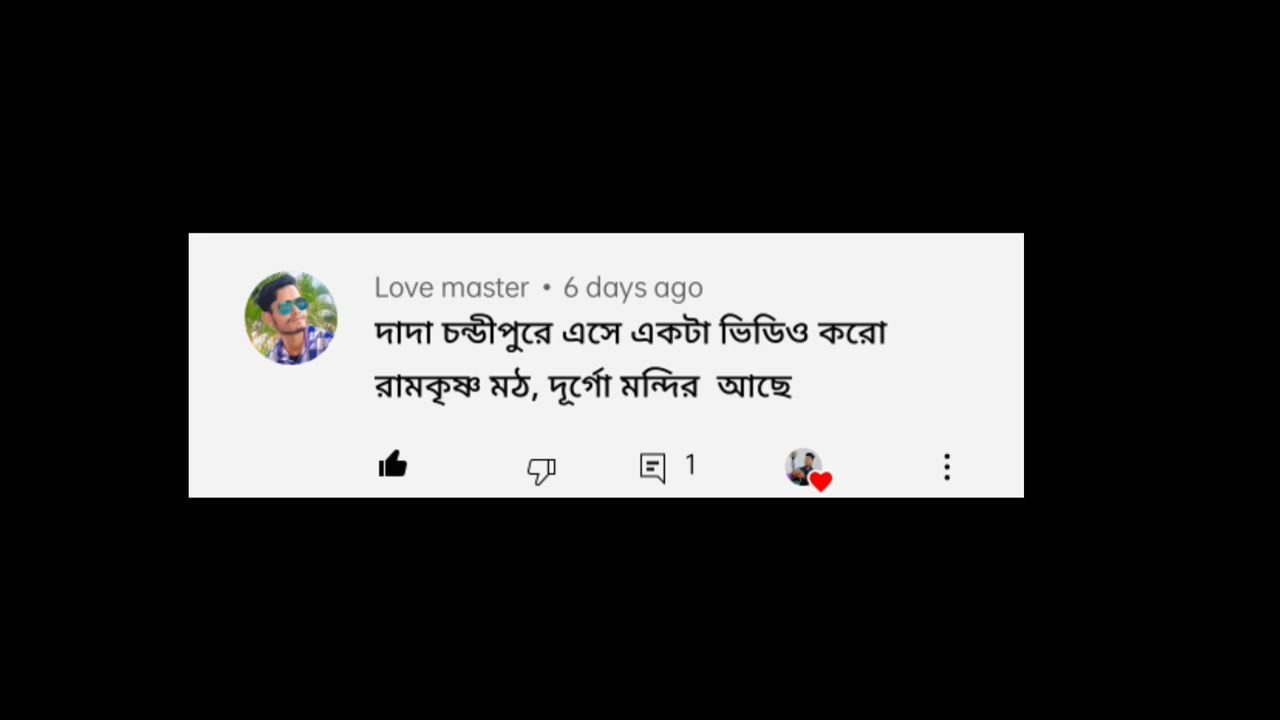 Love master • 6 days ago
দাদা চন্ডীপুরে এসে একটা ভিডিও করো
রামকৃষ্ণ মঠ, দূর্গো মন্দির আছে
1